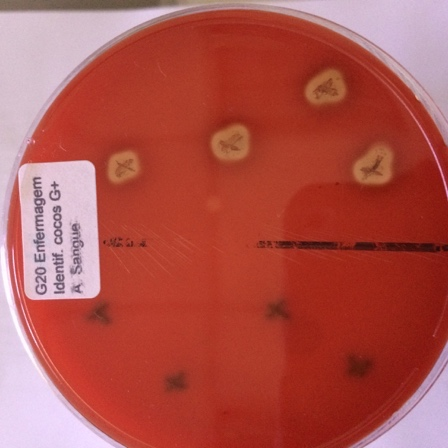 G20 Enfermagem
Identif. cocos G+
A Sangue